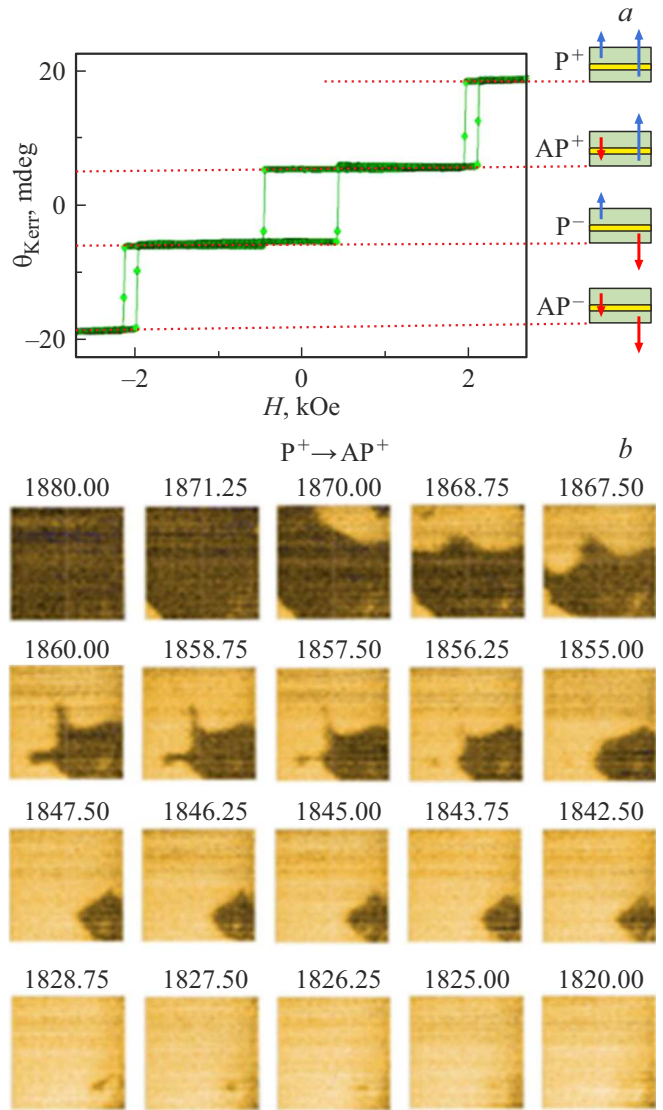 a
P+
20
AP+
θKerr, mdeg
0
P−
AP−
−20
−2
0
2
H, kOe
P+ → AP+
b
1880.00 1871.25 1870.00 1868.75 1867.50
1860.00 1858.75 1857.50 1856.25 1855.00
1847.50 1846.25 1845.00 1843.75 1842.50
1828.75 1827.50 1826.25 1825.00 1820.00